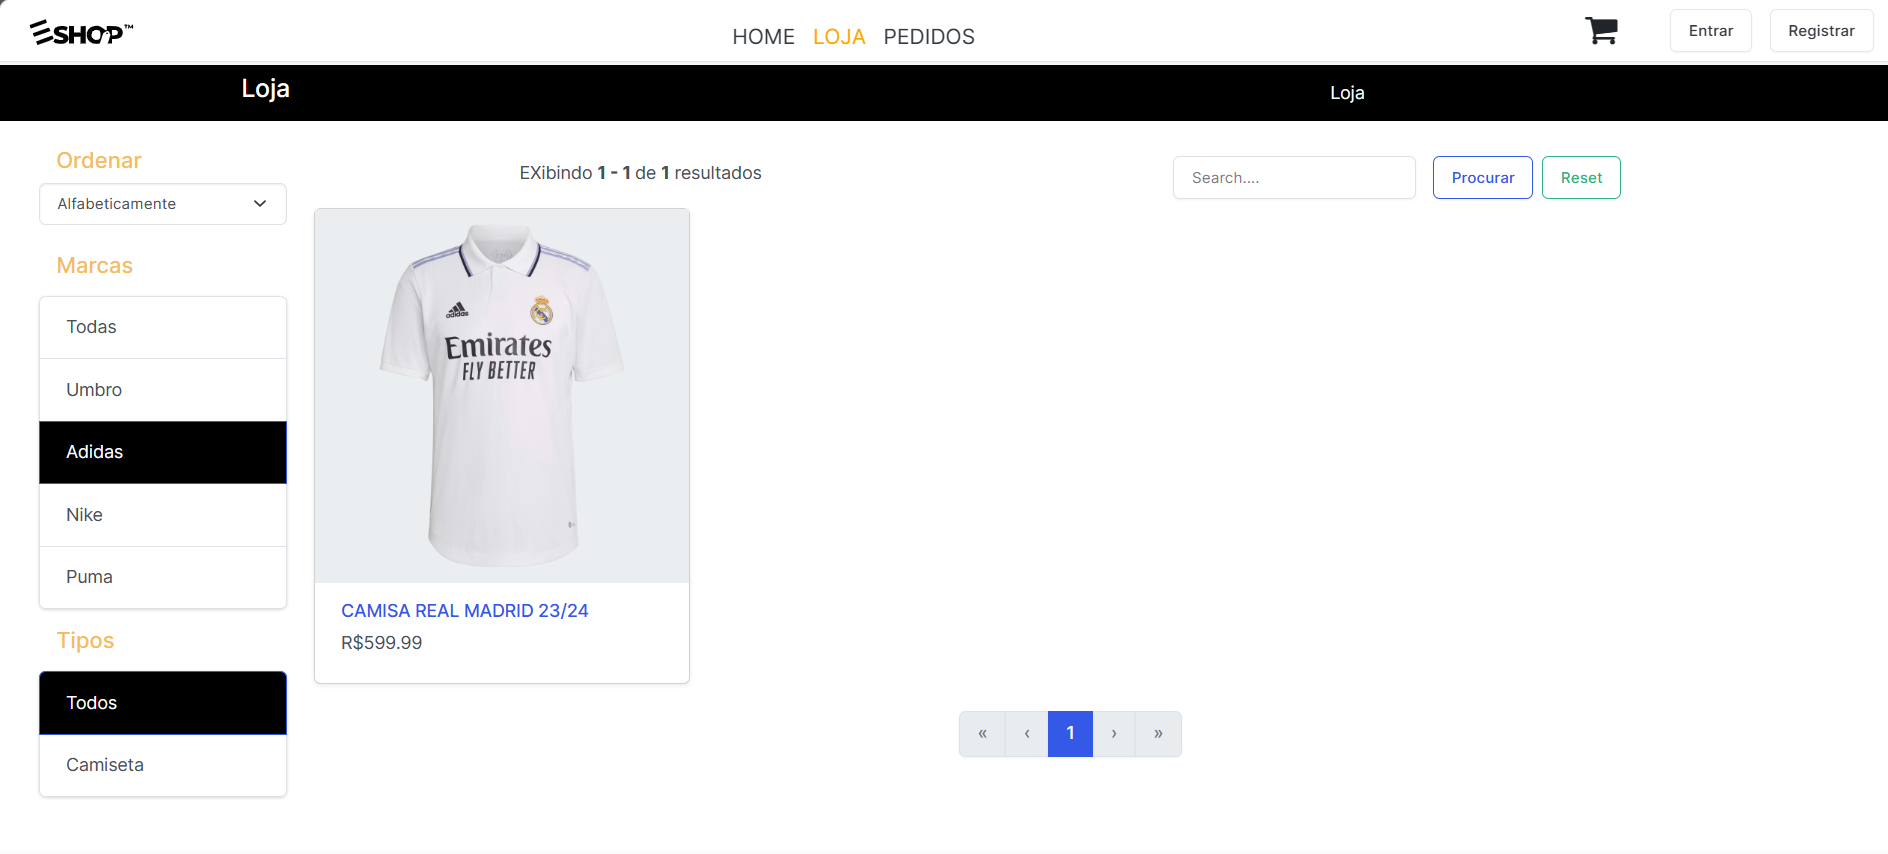 ESHOP™
HOME LOJA PEDIDOS
Entrar
Registrar
Loja
Loja
Ordenar
Alfabeticamente
Marcas
Todas
Umbro
Adidas
Nike
Puma
Tipos
Todos
Camiseta
EXibindo 1 - 1 de 1 resultados
Search....
Procurar
Reset
adidas
Emirates
FLY BETTER
CAMISA REAL MADRID 23/24
R$599.99
« ‹ 1 › »